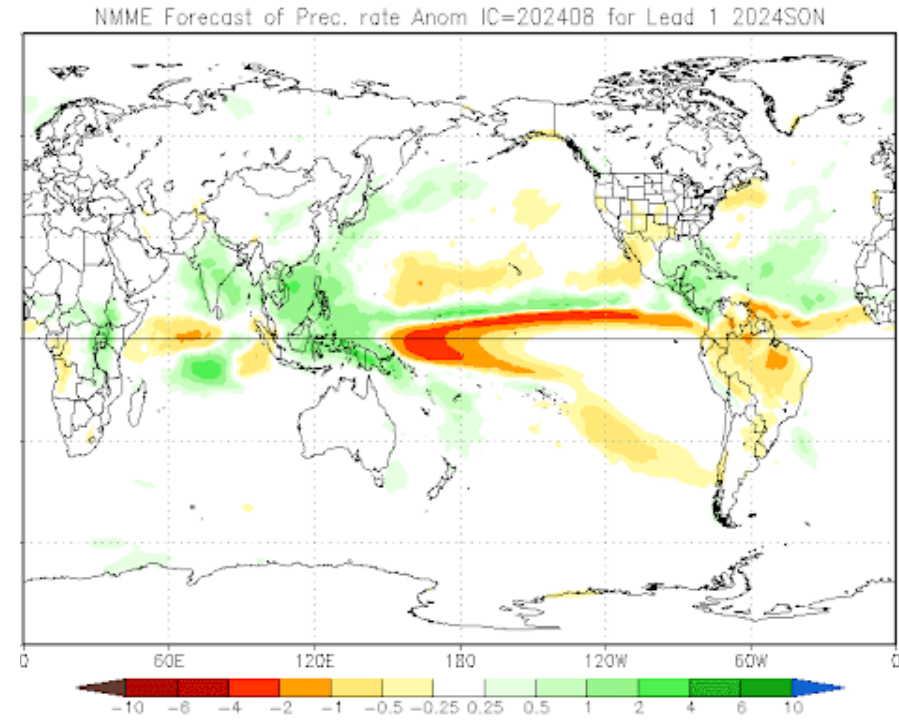 NMME Forecast of Prec. rate Anom IC=202408 for Lead 1 2024SON
0 60E 120E 180 120W 60W 0
-10 -6 -4 -2 -1 -0.5 -0.25 0.25 0.5 1 2 4 6 10